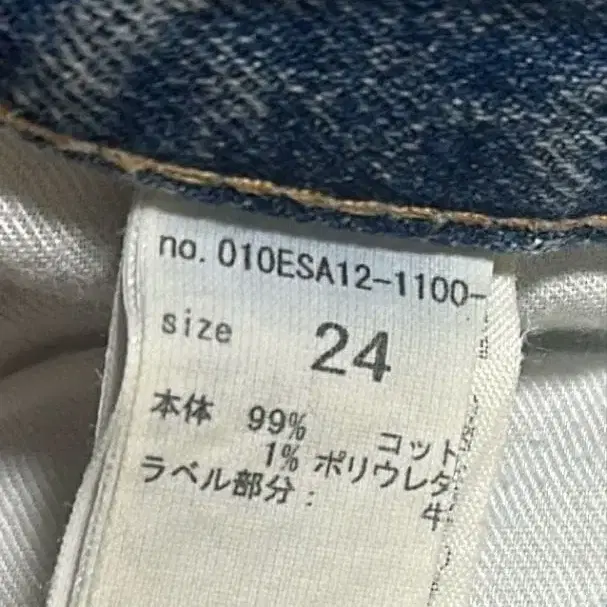 no. 010ESA12-1100-
size 24
本体 99% コット
1% ポリウレタ
ラベル部分: 牛